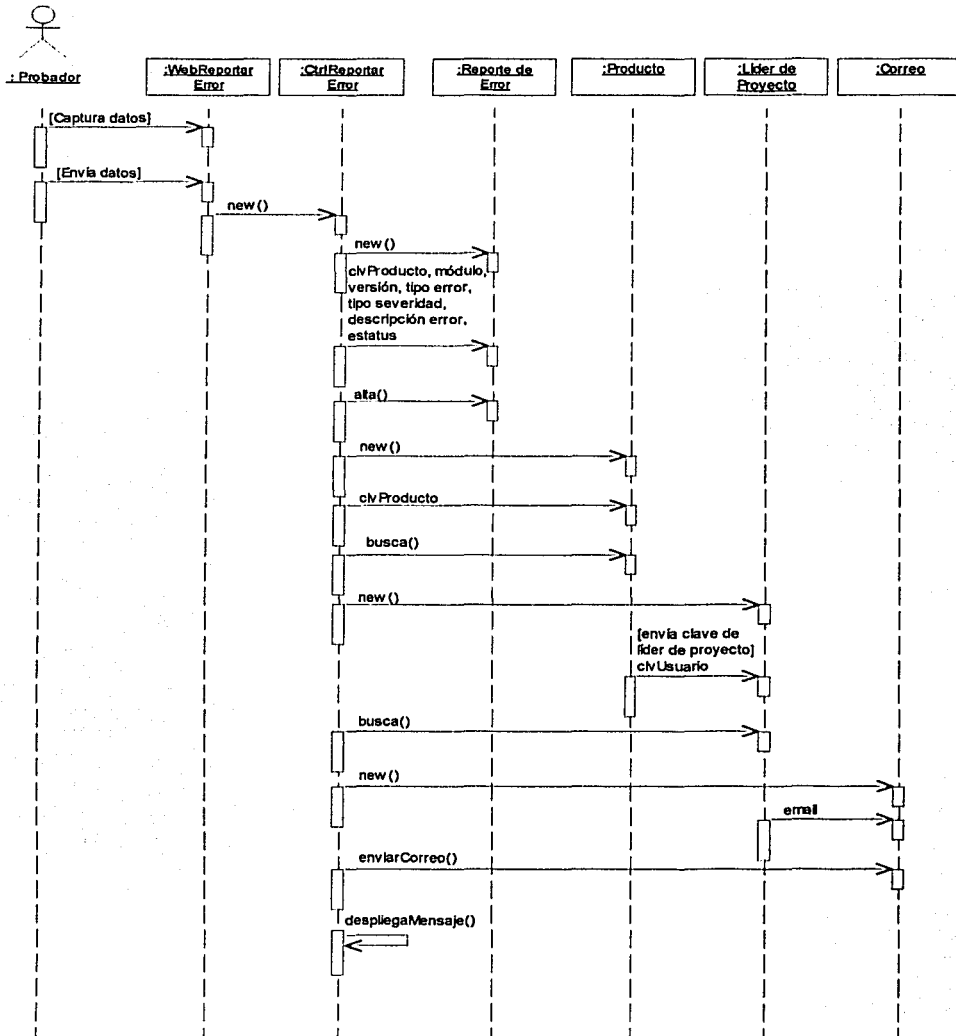 : Probador
:WebReportar
Error
:CtrlReportar
Error
:Reporte de
Error
:Producto
:Líder de
Proyecto
:Correo
[Captura datos]
[Envía datos]
new()
new()
clvProducto, módulo,
versión, tipo error,
tipo severidad,
descripción error,
estatus
alta()
new()
clvProducto
busca()
new()
[envía clave de
líder de proyecto]
clvUsuario
busca()
new()
email
enviarCorreo()
despliegaMensaje()